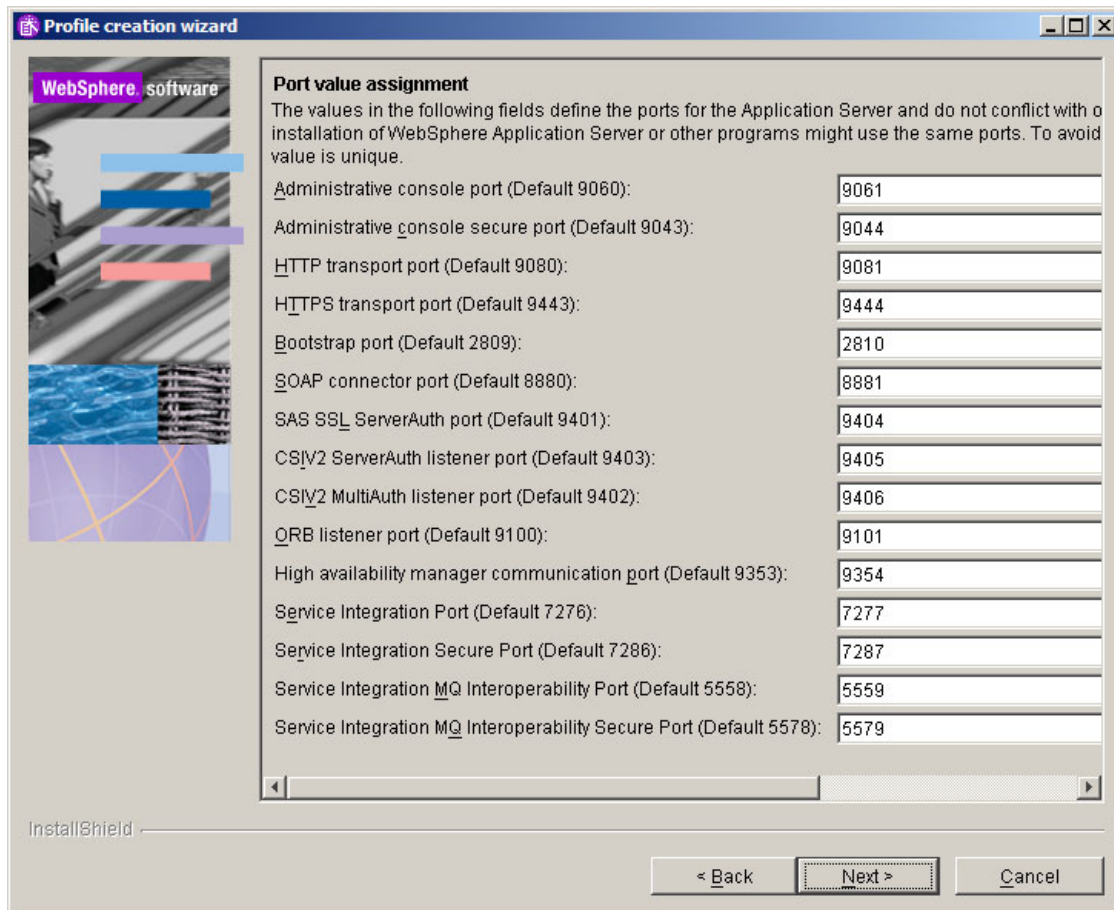 Profile creation wizard
WebSphere. software
Port value assignment
The values in the following fields define the ports for the Application Server and do not conflict with o
installation of WebSphere Application Server or other programs might use the same ports. To avoid
value is unique.
Administrative console port (Default 9060): 9061
Administrative console secure port (Default 9043): 9044
HTTP transport port (Default 9080): 9081
HTTPS transport port (Default 9443): 9444
Bootstrap port (Default 2809): 2810
SOAP connector port (Default 8880): 8881
SAS SSL ServerAuth port (Default 9401): 9404
CSIV2 ServerAuth listener port (Default 9403): 9405
CSIV2 MultiAuth listener port (Default 9402): 9406
ORB listener port (Default 9100): 9101
High availability manager communication port (Default 9353): 9354
Service Integration Port (Default 7276): 7277
Service Integration Secure Port (Default 7286): 7287
Service Integration MQ Interoperability Port (Default 5558): 5559
Service Integration MQ Interoperability Secure Port (Default 5578): 5579
InstallShield
< Back Next > Cancel